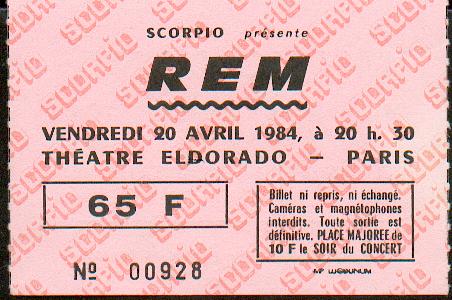 SCORPIO présente
REM
VENDREDI 20 AVRIL 1984, à 20 h. 30
THÉATRE ELDORADO — PARIS
65 F
Billet ni repris, ni échangé.
Caméras et magnétophones
interdits. Toute sortie est
définitive. PLACE MAJORÉE de
10 F le SOIR du CONCERT
Nº 00928